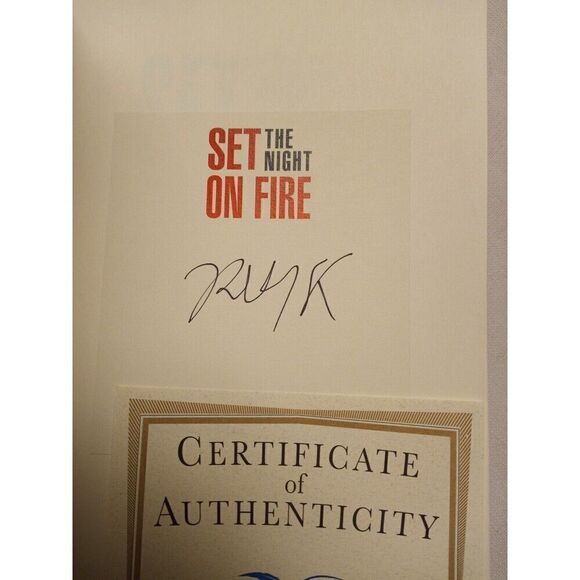 SET THE
NIGHT
ON FIRE
CERTIFICATE
of
AUTHENTICITY